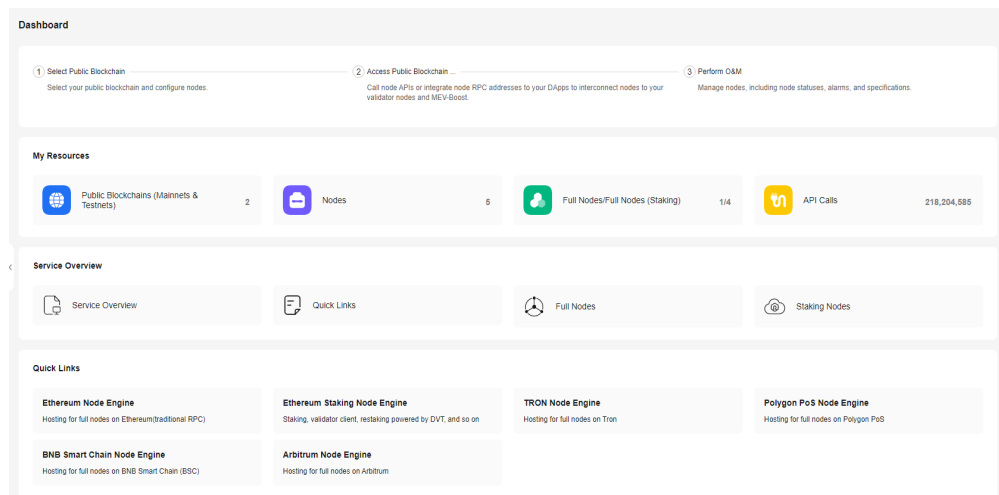 Dashboard
1 Select Public Blockchain
Select your public blockchain and configure nodes.
2 Access Public Blockchain ...
Call node APIs or integrate node RPC addresses to your DApps to interconnect nodes to your
validator nodes and MEV-Boost.
3 Perform O&M
Manage nodes, including node statuses, alarms, and specifications.
My Resources
Public Blockchains (Mainnets &
Testnets)
2
Nodes
5
Full Nodes/Full Nodes (Staking)
1/4
API Calls
218,204,585
Service Overview
Service Overview
Quick Links
Full Nodes
Staking Nodes
Quick Links
Ethereum Node Engine
Hosting for full nodes on Ethereum(traditional RPC)
Ethereum Staking Node Engine
Staking, validator client, restaking powered by DVT, and so on
TRON Node Engine
Hosting for full nodes on Tron
Polygon PoS Node Engine
Hosting for full nodes on Polygon PoS
BNB Smart Chain Node Engine
Hosting for full nodes on BNB Smart Chain (BSC)
Arbitrum Node Engine
Hosting for full nodes on Arbitrum